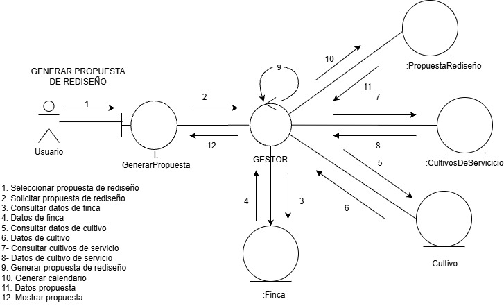 GENERAR PROPUESTA
DE REDISEÑO
1
Usuario
GenerarPropuesta
2
12
9
GESTOR
10
11
:PropuestaRediseño
7
8
:CultivosDeServicicio
5
6
Cultivo
4
3
:Finca
1. Seleccionar propuesta de rediseño
2. Solicitar propuesta de rediseño
3. Consultar datos de finca
4. Datos de finca
5. Consultar datos de cultivo
6. Datos de cultivo
7- Consultar cultivos de servicio
8- Datos de cultivo de servicio
9. Generar propuesta de rediseño
10. Generar calendario
11. Datos propuesta
12. Mostrar propuesta